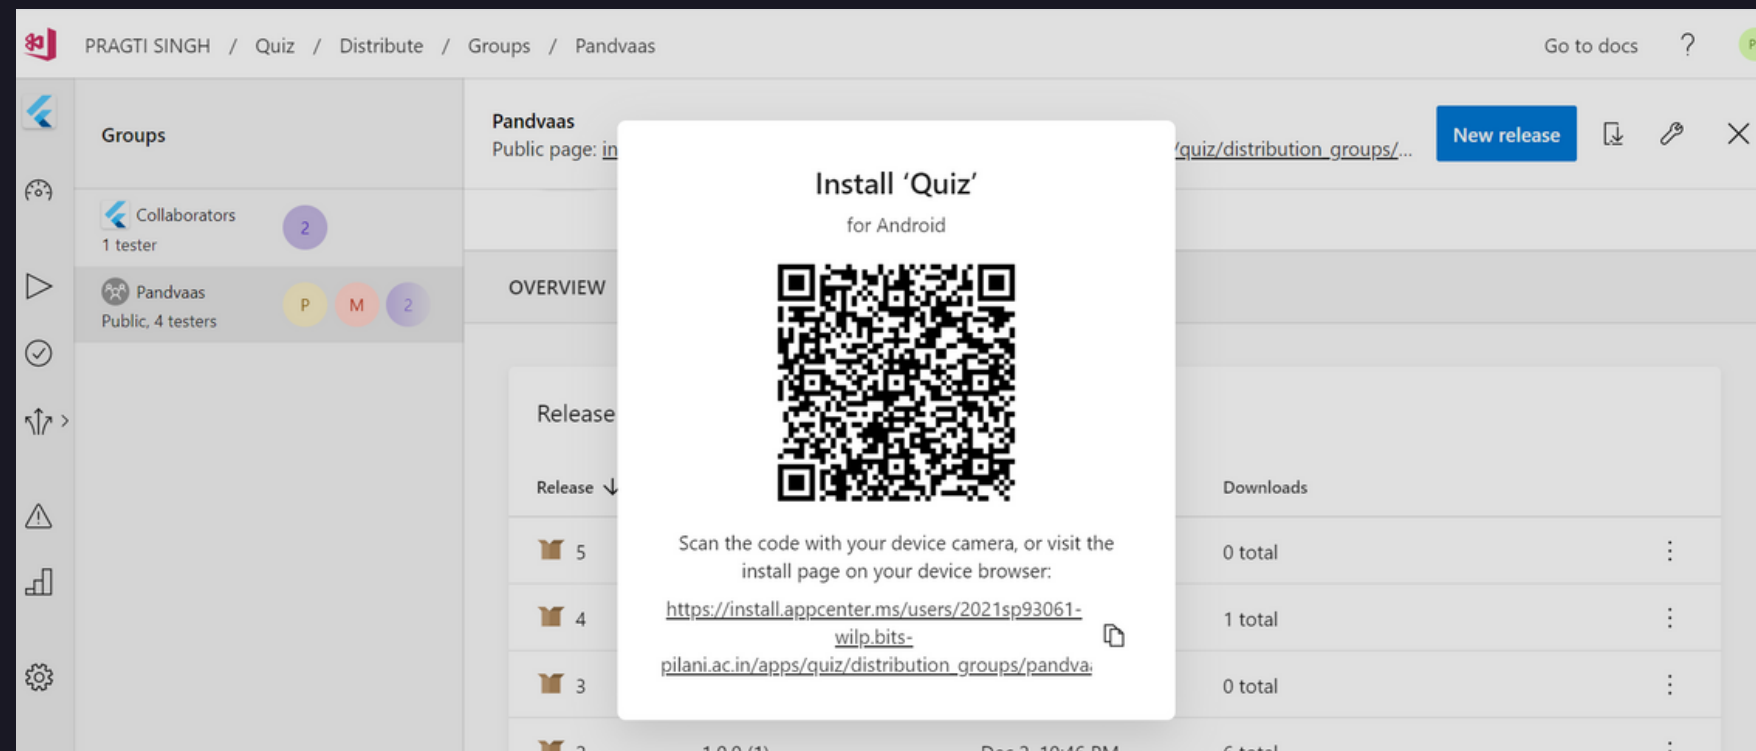 PRAGTI SINGH / Quiz / Distribute / Groups / Pandvaas
Go to docs ?
P
Groups
Collaborators
1 tester
2
Pandvaas
Public, 4 testers
P M 2
Pandvaas
Public page: in
/quiz/distribution_groups/...
New release
OVERVIEW
Release
Release
Downloads
5 0 total
4 1 total
3 0 total
Install ‘Quiz’
for Android
Scan the code with your device camera, or visit the
install page on your device browser:
https://install.appcenter.ms/users/2021sp93061-
wilp.bits-
pilani.ac.in/apps/quiz/distribution_groups/pandvaa